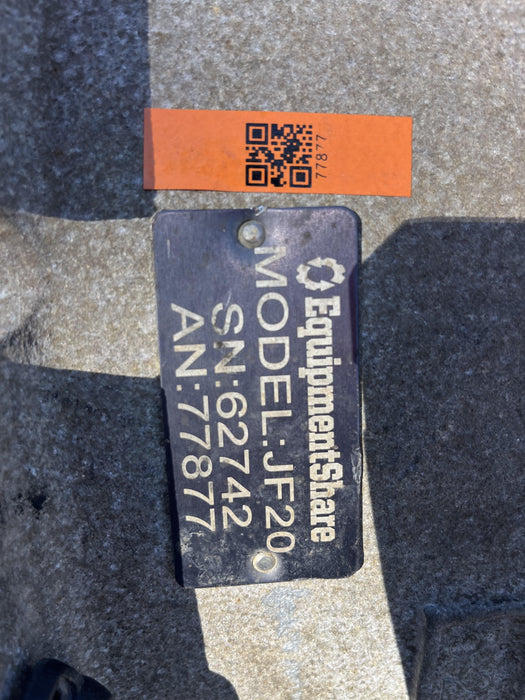 77877
EquipmentShare
MODEL:JF20
SN:62742
AN:77877